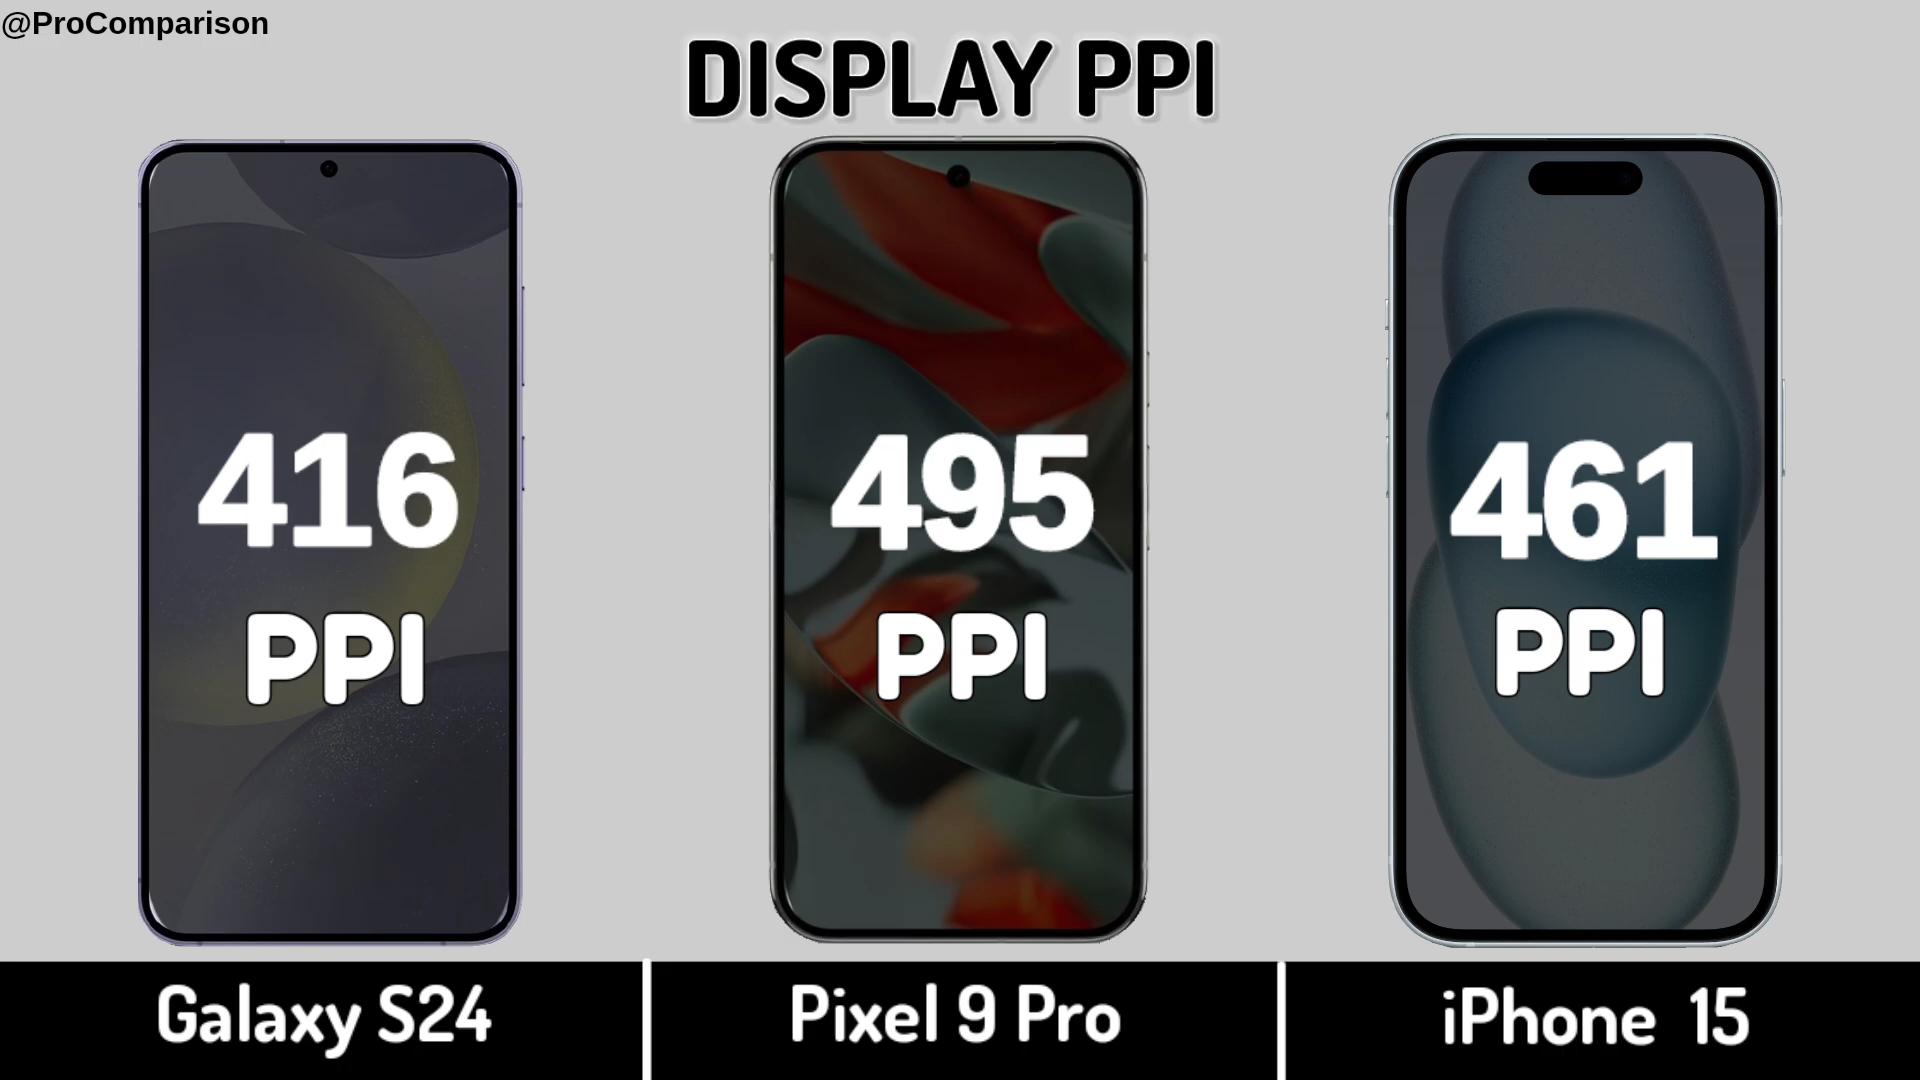 @ProComparison
DISPLAY PPI
416
PPI
495
PPI
461
PPI
Galaxy S24
Pixel 9 Pro
iPhone 15